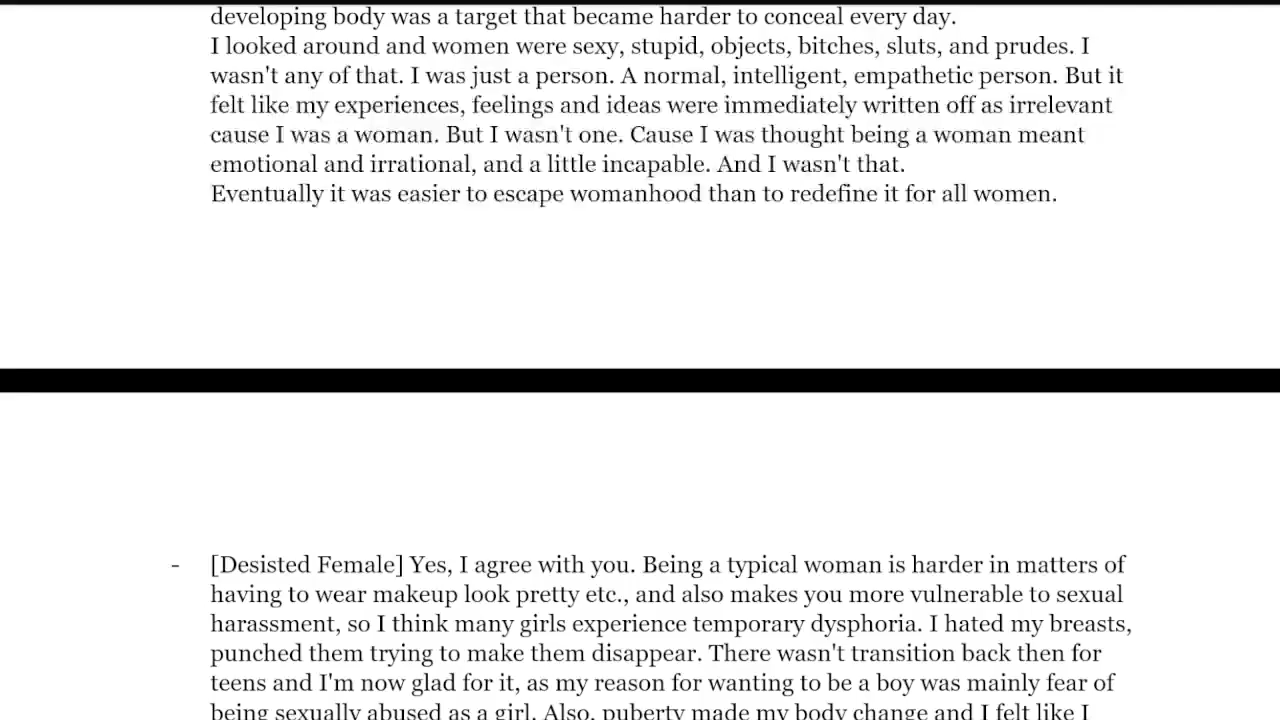 developing body was a target that became harder to conceal every day.
I looked around and women were sexy, stupid, objects, bitches, sluts, and prudes. I
wasn't any of that. I was just a person. A normal, intelligent, empathetic person. But it
felt like my experiences, feelings and ideas were immediately written off as irrelevant
cause I was a woman. But I wasn't one. Cause I was thought being a woman meant
emotional and irrational, and a little incapable. And I wasn't that.
Eventually it was easier to escape womanhood than to redefine it for all women.
- [Desisted Female] Yes, I agree with you. Being a typical woman is harder in matters of
having to wear makeup look pretty etc., and also makes you more vulnerable to sexual
harassment, so I think many girls experience temporary dysphoria. I hated my breasts,
punched them trying to make them disappear. There wasn't transition back then for
teens and I'm now glad for it, as my reason for wanting to be a boy was mainly fear of
being sexually abused as a girl. Also, puberty made my body change and I felt like I